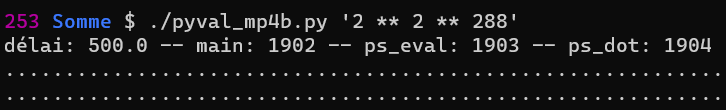 253 Somme $ ./pyval_mp4b.py '2 ** 2 ** 288'
délai: 500.0 -- main: 1902 -- ps_eval: 1903 -- ps_dot: 1904
............................................................
............................................................